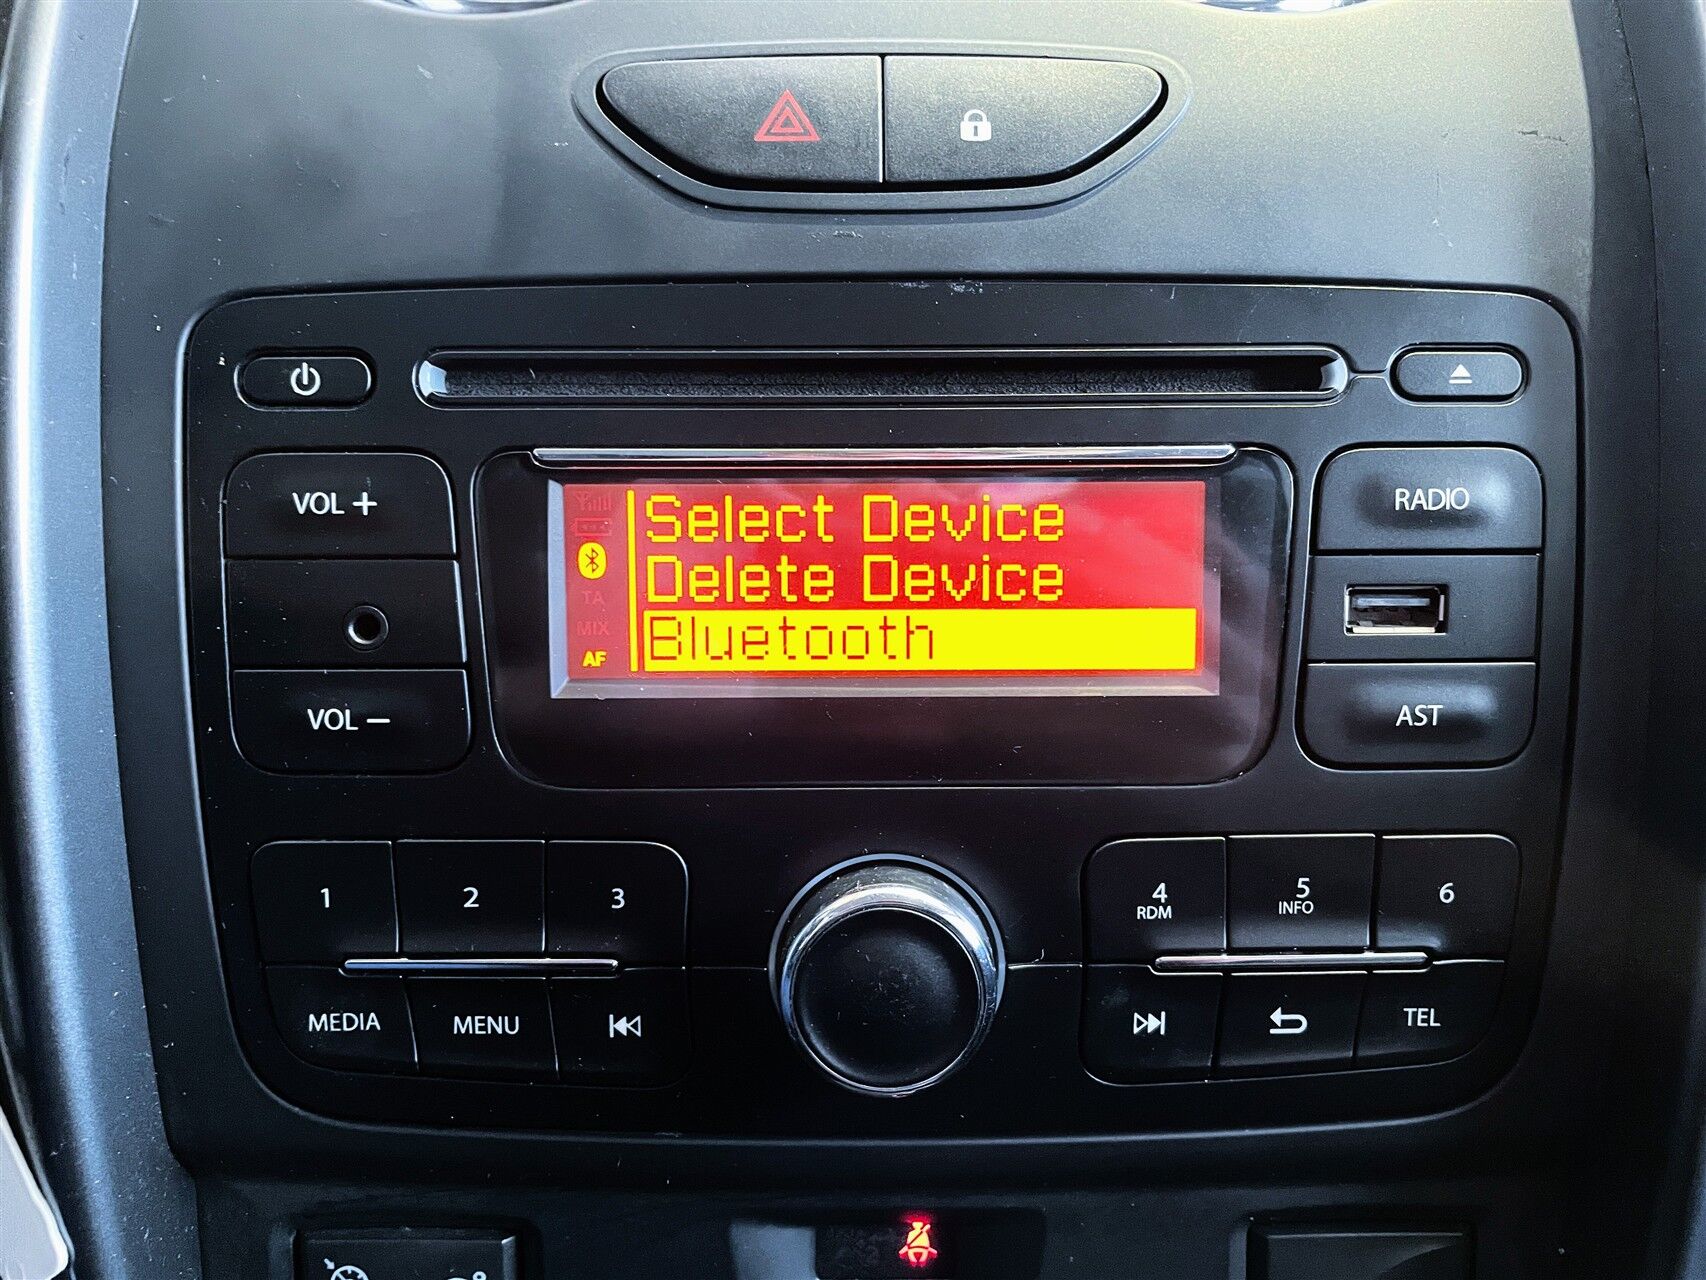 VOL +
VOL −
Select Device
Delete Device
Bluetooth
TA
MIX
AF
RADIO
AST
1
2
3
4
RDM
5
INFO
6
MEDIA
MENU
TEL